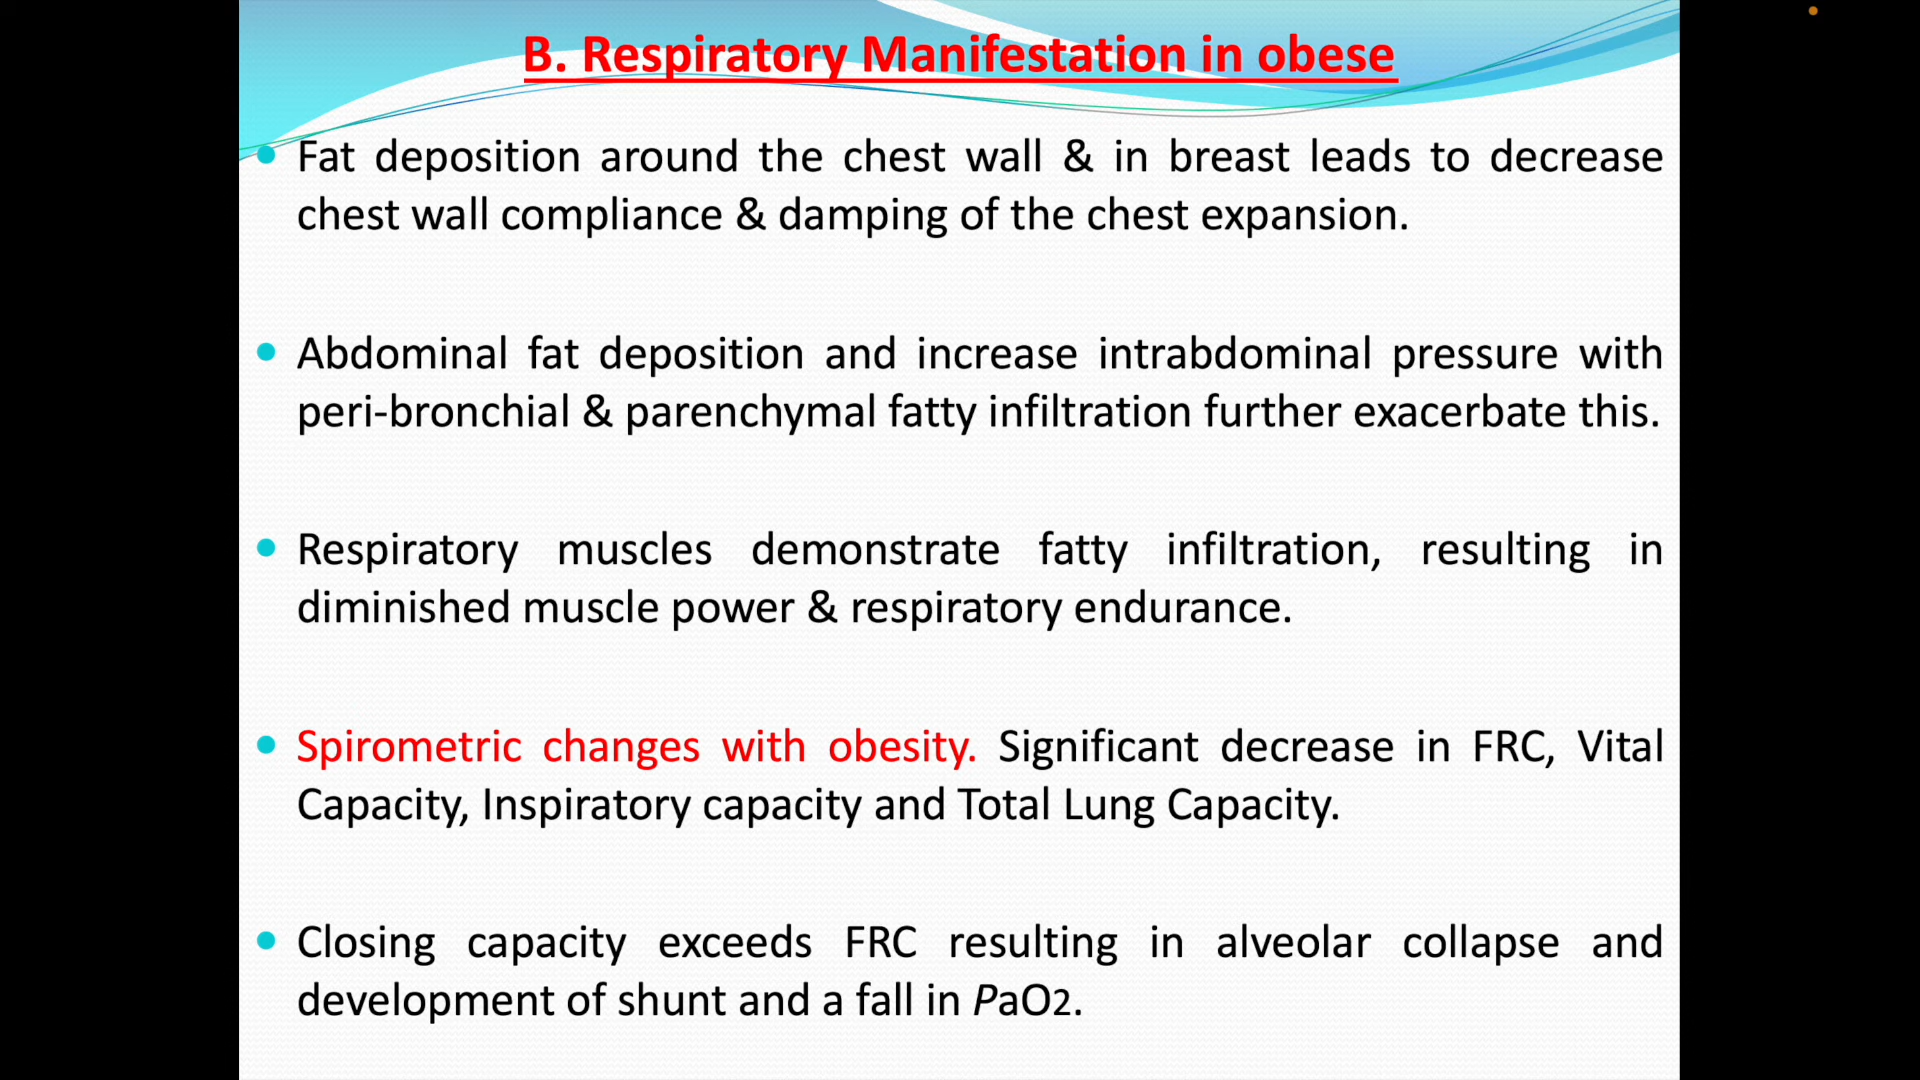 B. Respiratory Manifestation in obese
• Fat deposition around the chest wall & in breast leads to decrease
chest wall compliance & damping of the chest expansion.
• Abdominal fat deposition and increase intrabdominal pressure with
peri-bronchial & parenchymal fatty infiltration further exacerbate this.
• Respiratory muscles demonstrate fatty infiltration, resulting in
diminished muscle power & respiratory endurance.
• Spirometric changes with obesity. Significant decrease in FRC, Vital
Capacity, Inspiratory capacity and Total Lung Capacity.
• Closing capacity exceeds FRC resulting in alveolar collapse and
development of shunt and a fall in PaO2.